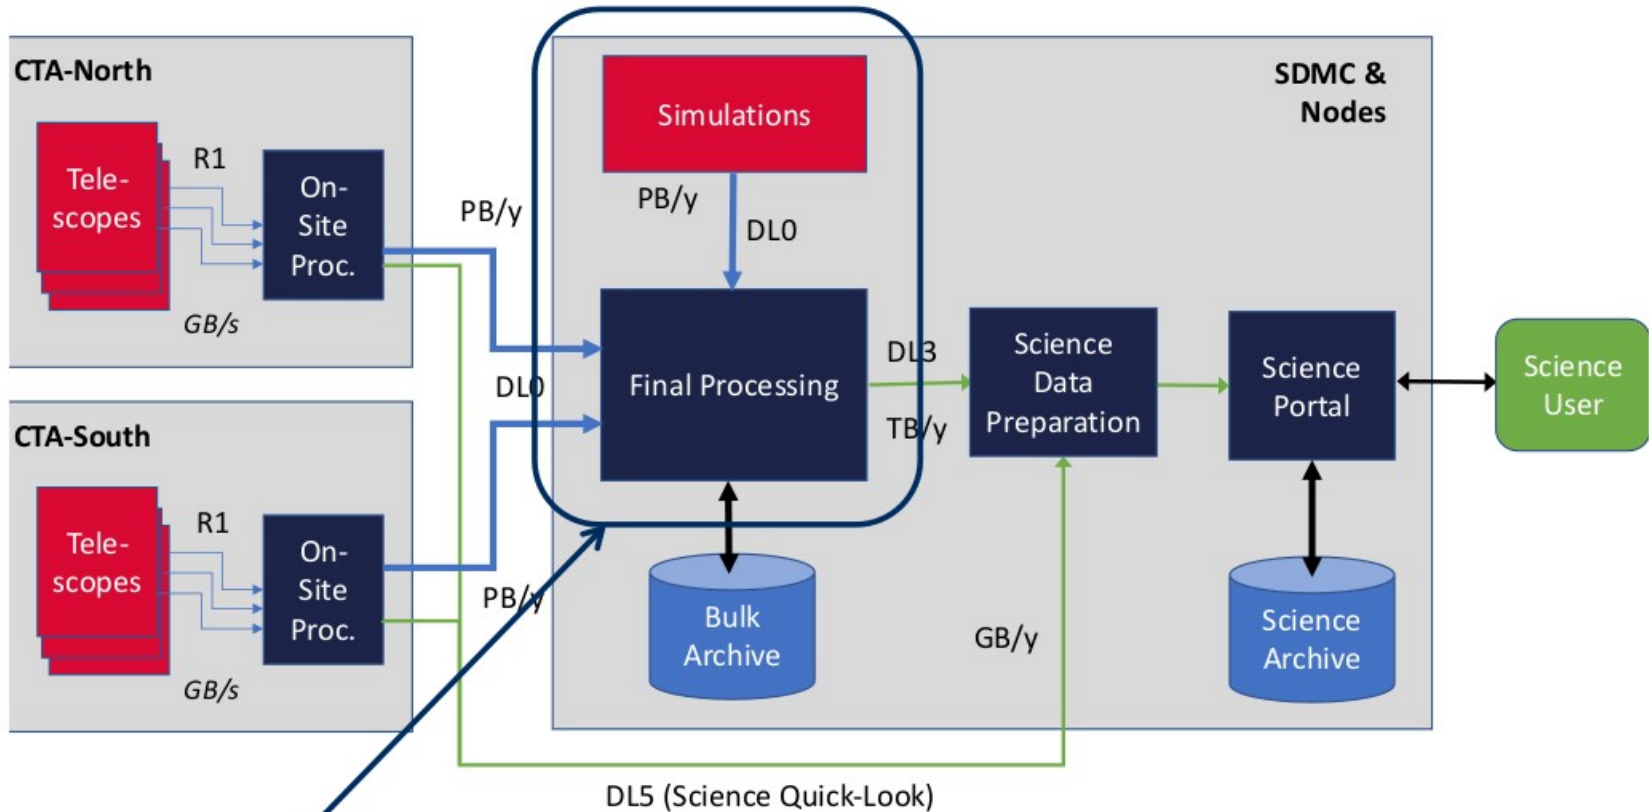 CTA-North
Tele-
scopes
R1
GB/s
On-
Site
Proc.
PB/y
CTA-South
Tele-
scopes
R1
GB/s
On-
Site
Proc.
PB/y
DL0
SDMC &
Nodes
Simulations
PB/y
DL0
Final Processing
DL3
TB/y
Bulk
Archive
Science
Data
Preparation
GB/y
Science
Portal
Science
Archive
Science
User
DL5 (Science Quick-Look)